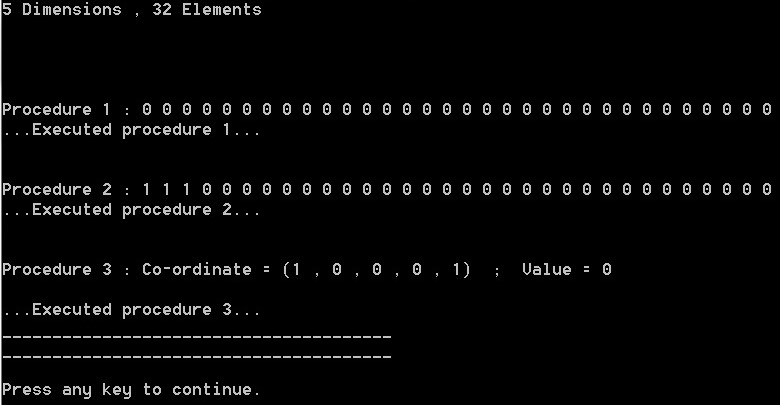 5 Dimensions , 32 Elements
Procedure 1 : 0 0 0 0 0 0 0 0 0 0 0 0 0 0 0 0 0 0 0 0 0 0 0 0 0 0 0 0 0 0 0 0
...Executed procedure 1...
Procedure 2 : 1 1 1 0 0 0 0 0 0 0 0 0 0 0 0 0 0 0 0 0 0 0 0 0 0 0 0 0 0 0 0 0
...Executed procedure 2...
Procedure 3 : Co-ordinate = (1 , 0 , 0 , 0 , 1)  ;  Value = 0
...Executed procedure 3...
---------------------------------------
---------------------------------------
Press any key to continue.